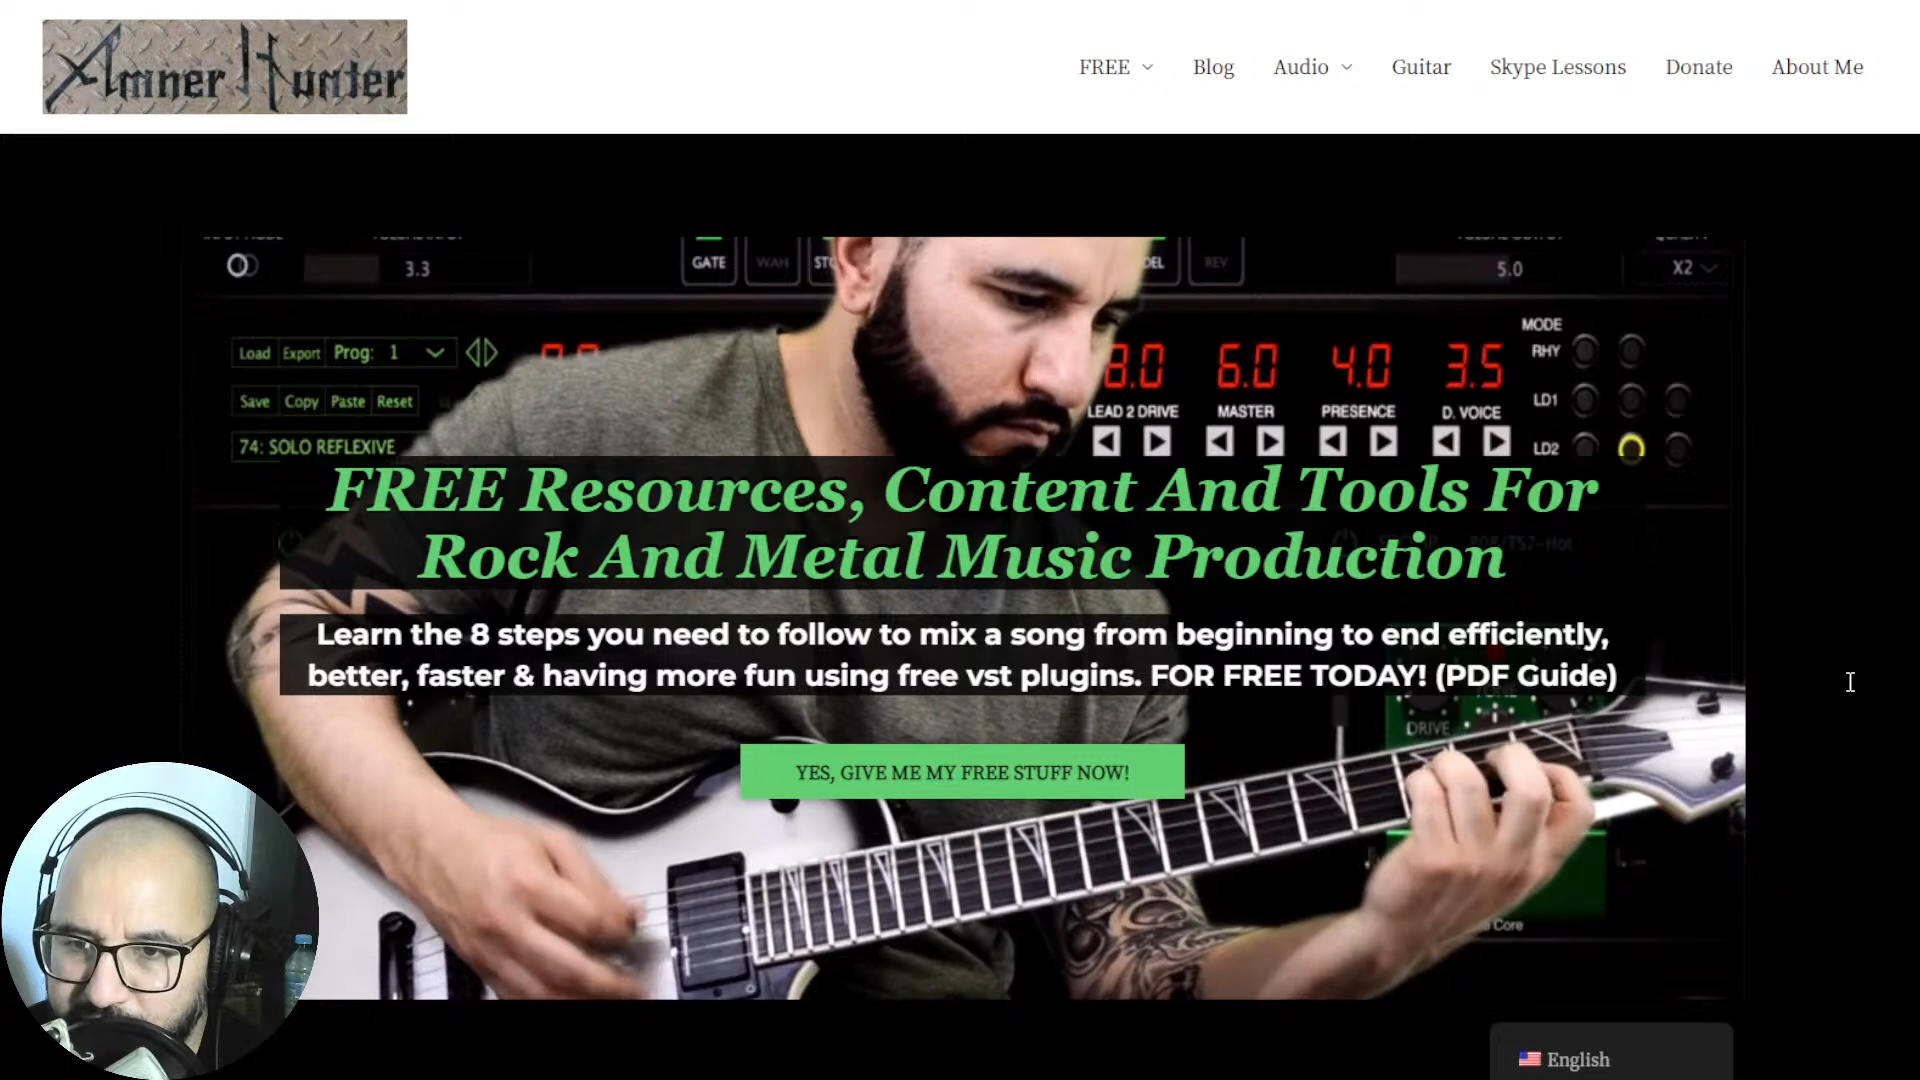 Amner Hunter
FREE
Blog
Audio
Guitar
Skype Lessons
Donate
About Me
3.3
GATE
WAH
DEL
REV
5.0
X2
Load
Export
Prog: 1
Save
Copy
Paste
Reset
74: SOLO REFLEXIVE
8.0
6.0
4.0
3.5
LEAD 2 DRIVE
MASTER
PRESENCE
D. VOICE
MODE
RHY
LD1
LD2
FREE Resources, Content And Tools For
Rock And Metal Music Production
Learn the 8 steps you need to follow to mix a song from beginning to end efficiently,
better, faster & having more fun using free vst plugins. FOR FREE TODAY! (PDF Guide)
DRIVE
YES, GIVE ME MY FREE STUFF NOW!
Core
English